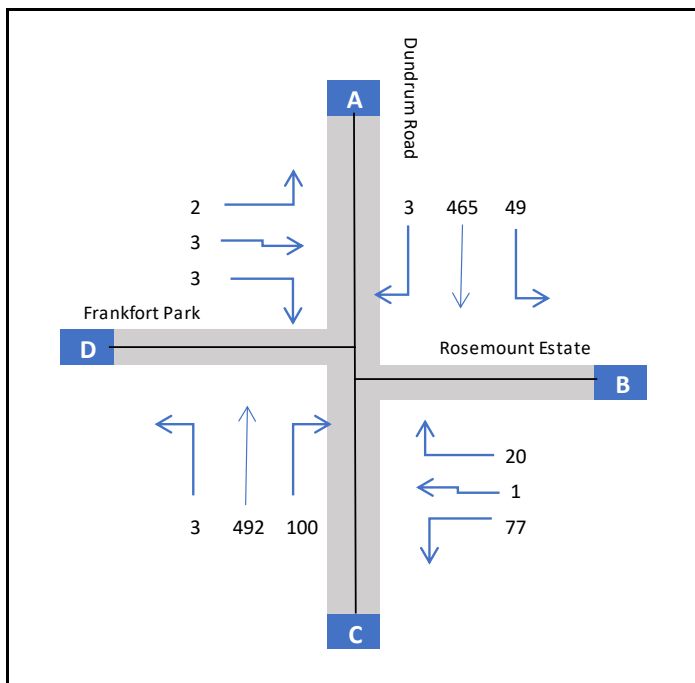 A
Dundrum Road
2
3
3
3 465 49
Frankfort Park
D
Rosemount Estate
B
3 492 100
20
1
77
C